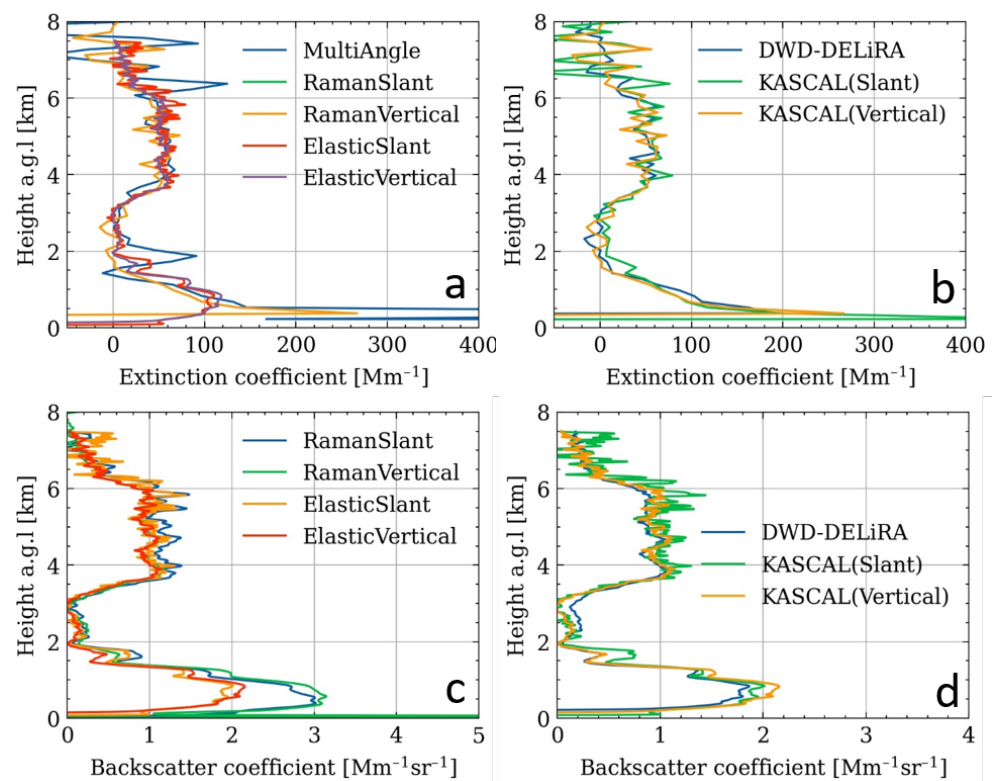 8
6
4
2
0
Height a.g.l [km]
MultiAngle
RamanSlant
RamanVertical
ElasticSlant
ElasticVertical
a
0 100 200 300 400
Extinction coefficient [Mm⁻¹]
8
6
4
2
0
Height a.g.l [km]
DWD-DELiRA
KASCAL(Slant)
KASCAL(Vertical)
b
0 100 200 300 400
Extinction coefficient [Mm⁻¹]
8
6
4
2
0
Height a.g.l [km]
RamanSlant
RamanVertical
ElasticSlant
ElasticVertical
c
0 1 2 3 4 5
Backscatter coefficient [Mm⁻¹sr⁻¹]
8
6
4
2
0
Height a.g.l [km]
DWD-DELiRA
KASCAL(Slant)
KASCAL(Vertical)
d
0 1 2 3 4
Backscatter coefficient [Mm⁻¹sr⁻¹]